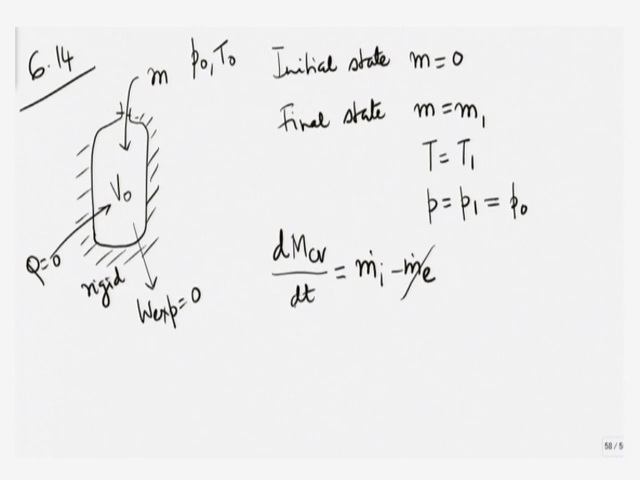 6.14
m p₀, T₀
Initial state m = 0
Final state m = m₁
T = T₁
p = p₁ = p₀
V₀
Q=0
rigid
Wexp=0
dM_CV/dt = ṁᵢ - ṁe
58 / 5